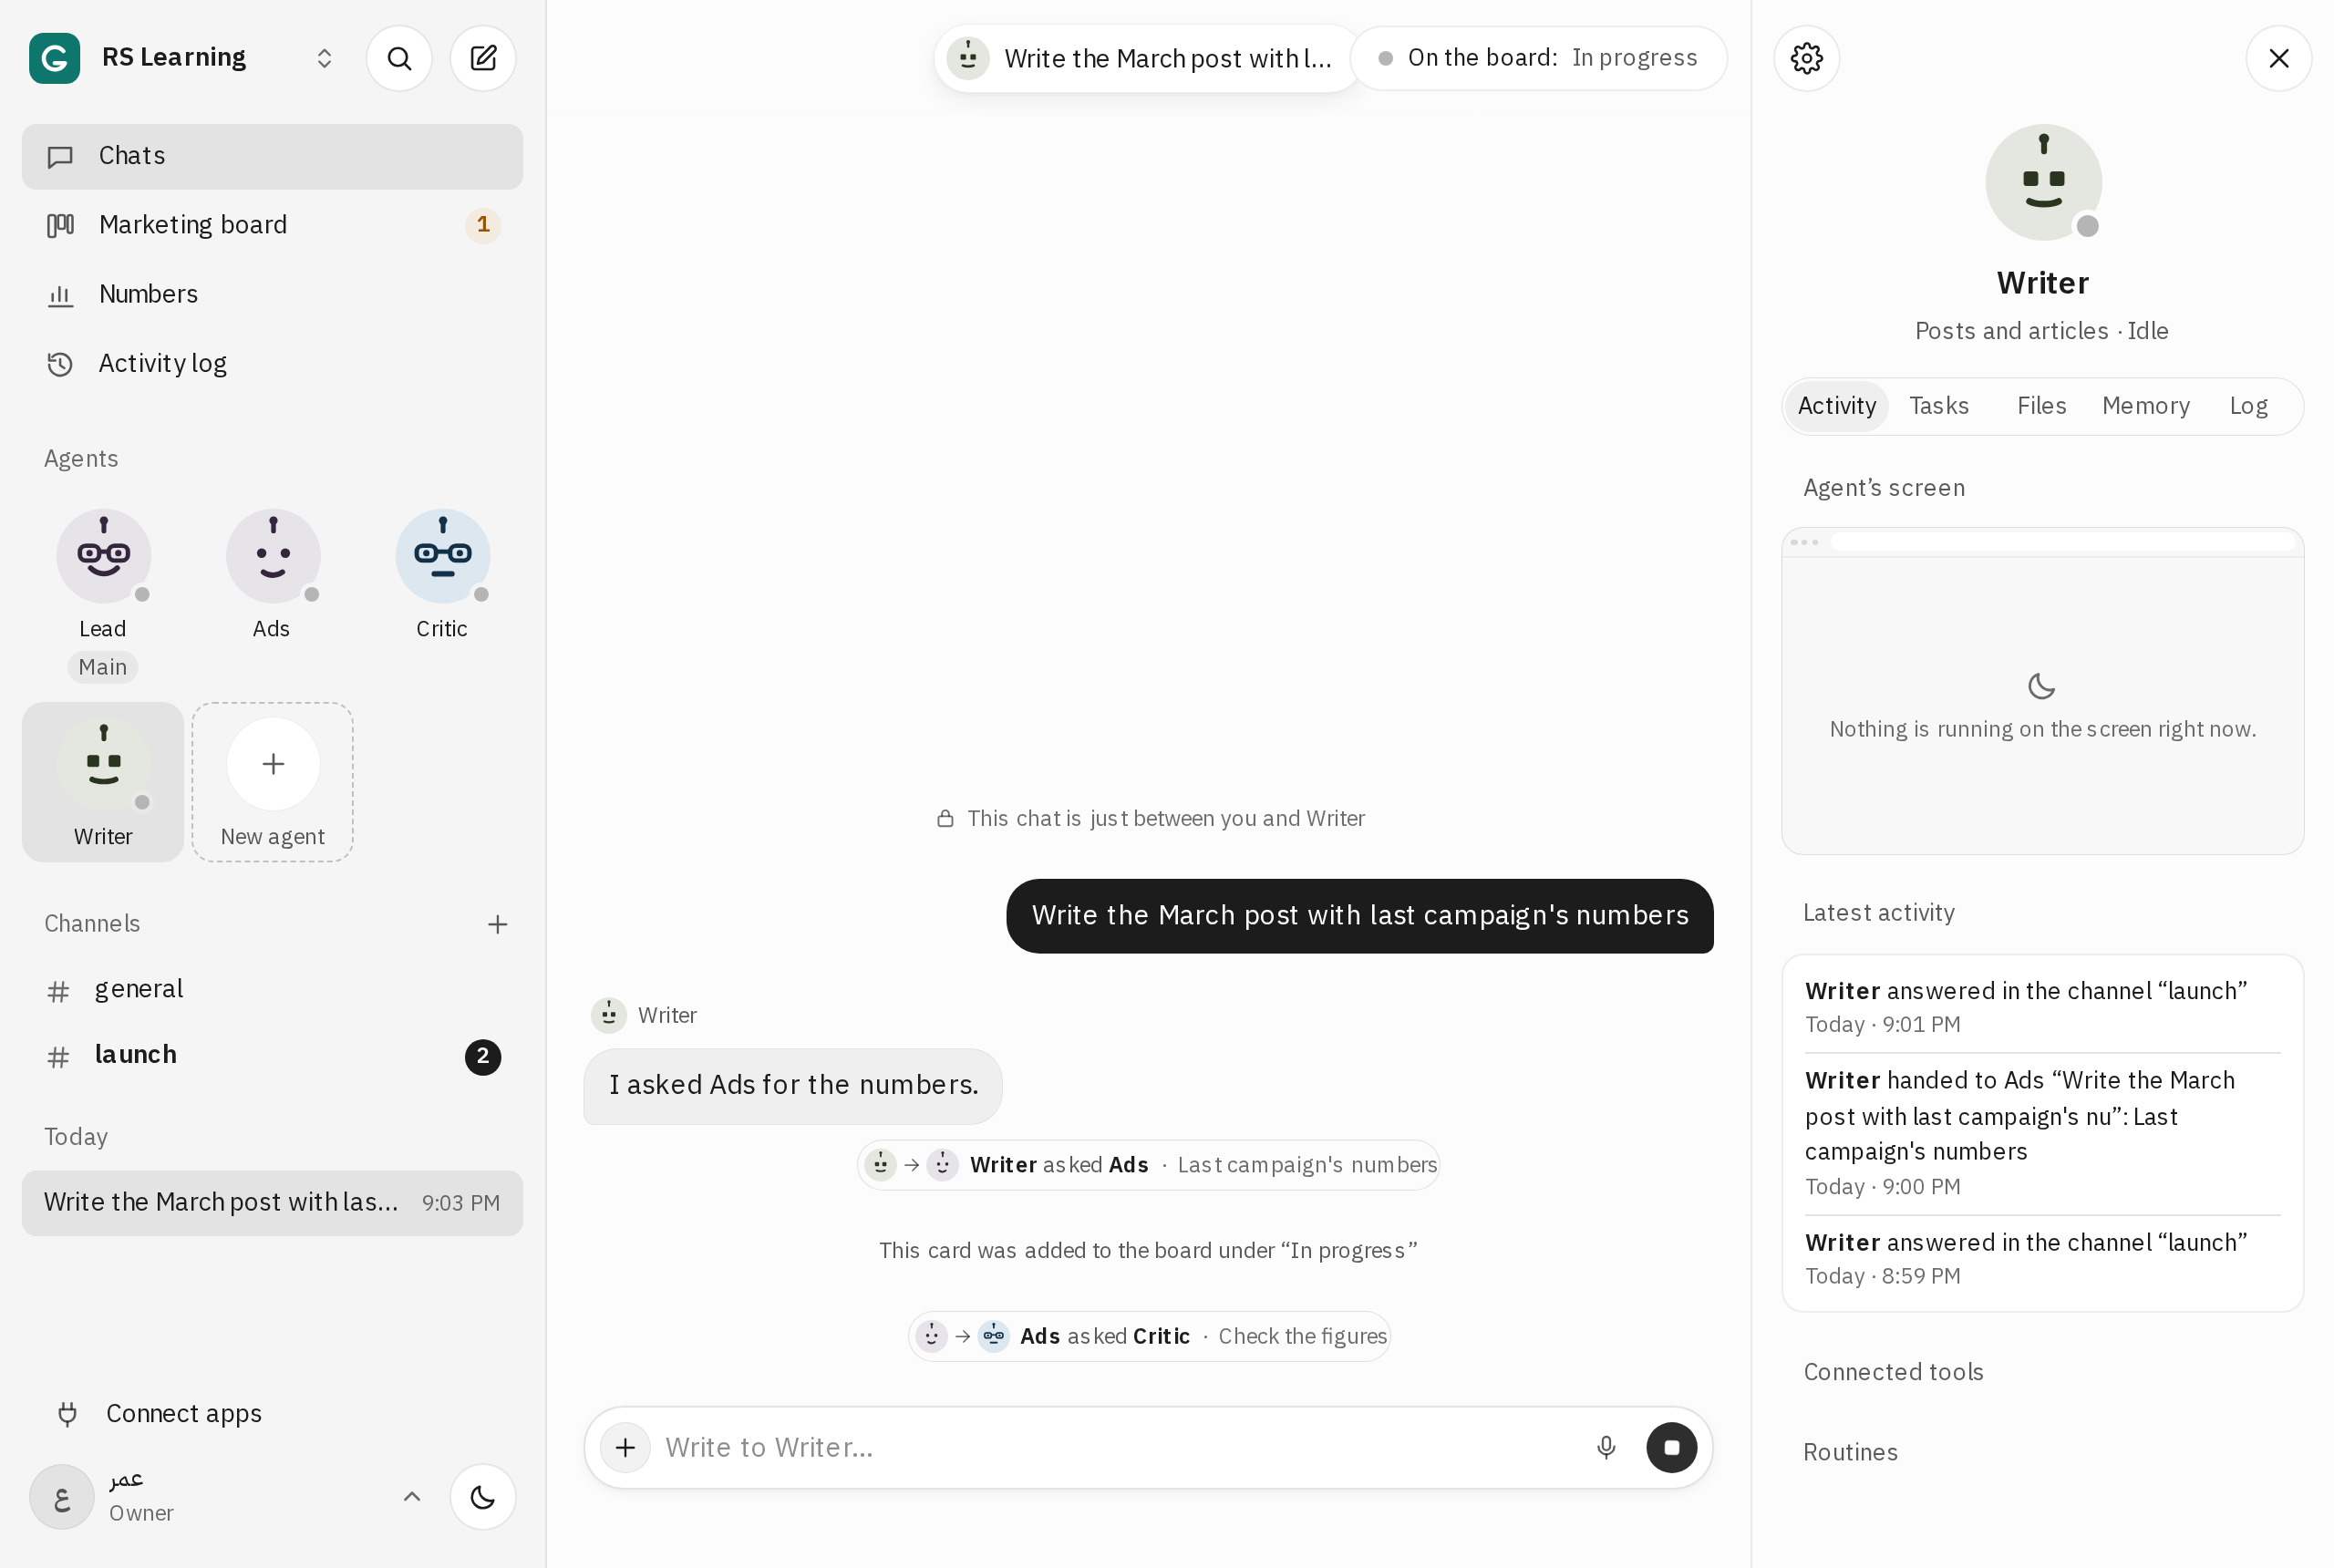 RS Learning
Chats
Marketing board 1
Numbers
Activity log
Agents
Lead
Main
Ads
Critic
Writer
New agent
Channels
general
launch 2
Today
Write the March post with las... 9:03 PM
Connect apps
ع
عمر
Owner
Write the March post with l...
On the board: In progress
This chat is just between you and Writer
Write the March post with last campaign's numbers
Writer
I asked Ads for the numbers.
Writer asked Ads · Last campaign's numbers
This card was added to the board under “In progress”
Ads asked Critic · Check the figures
Write to Writer...
Writer
Posts and articles · Idle
Activity Tasks Files Memory Log
Agent’s screen
Nothing is running on the screen right now.
Latest activity
Writer answered in the channel “launch”
Today · 9:01 PM
Writer handed to Ads “Write the March
post with last campaign's nu”: Last
campaign's numbers
Today · 9:00 PM
Writer answered in the channel “launch”
Today · 8:59 PM
Connected tools
Routines